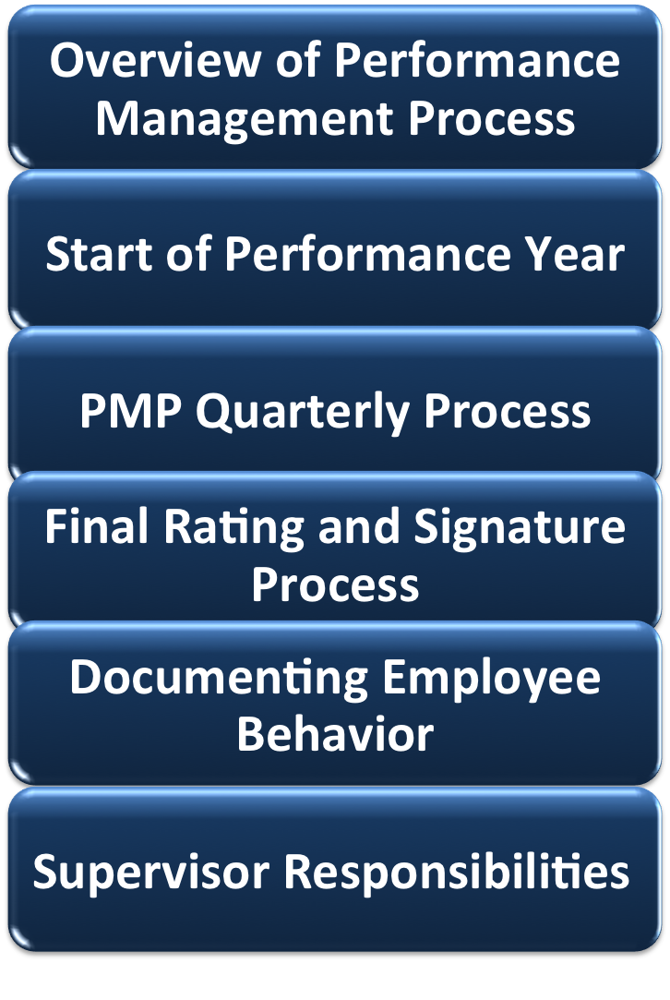 Overview of Performance
Management Process
Start of Performance Year
PMP Quarterly Process
Final Rating and Signature
Process
Documenting Employee
Behavior
Supervisor Responsibilities